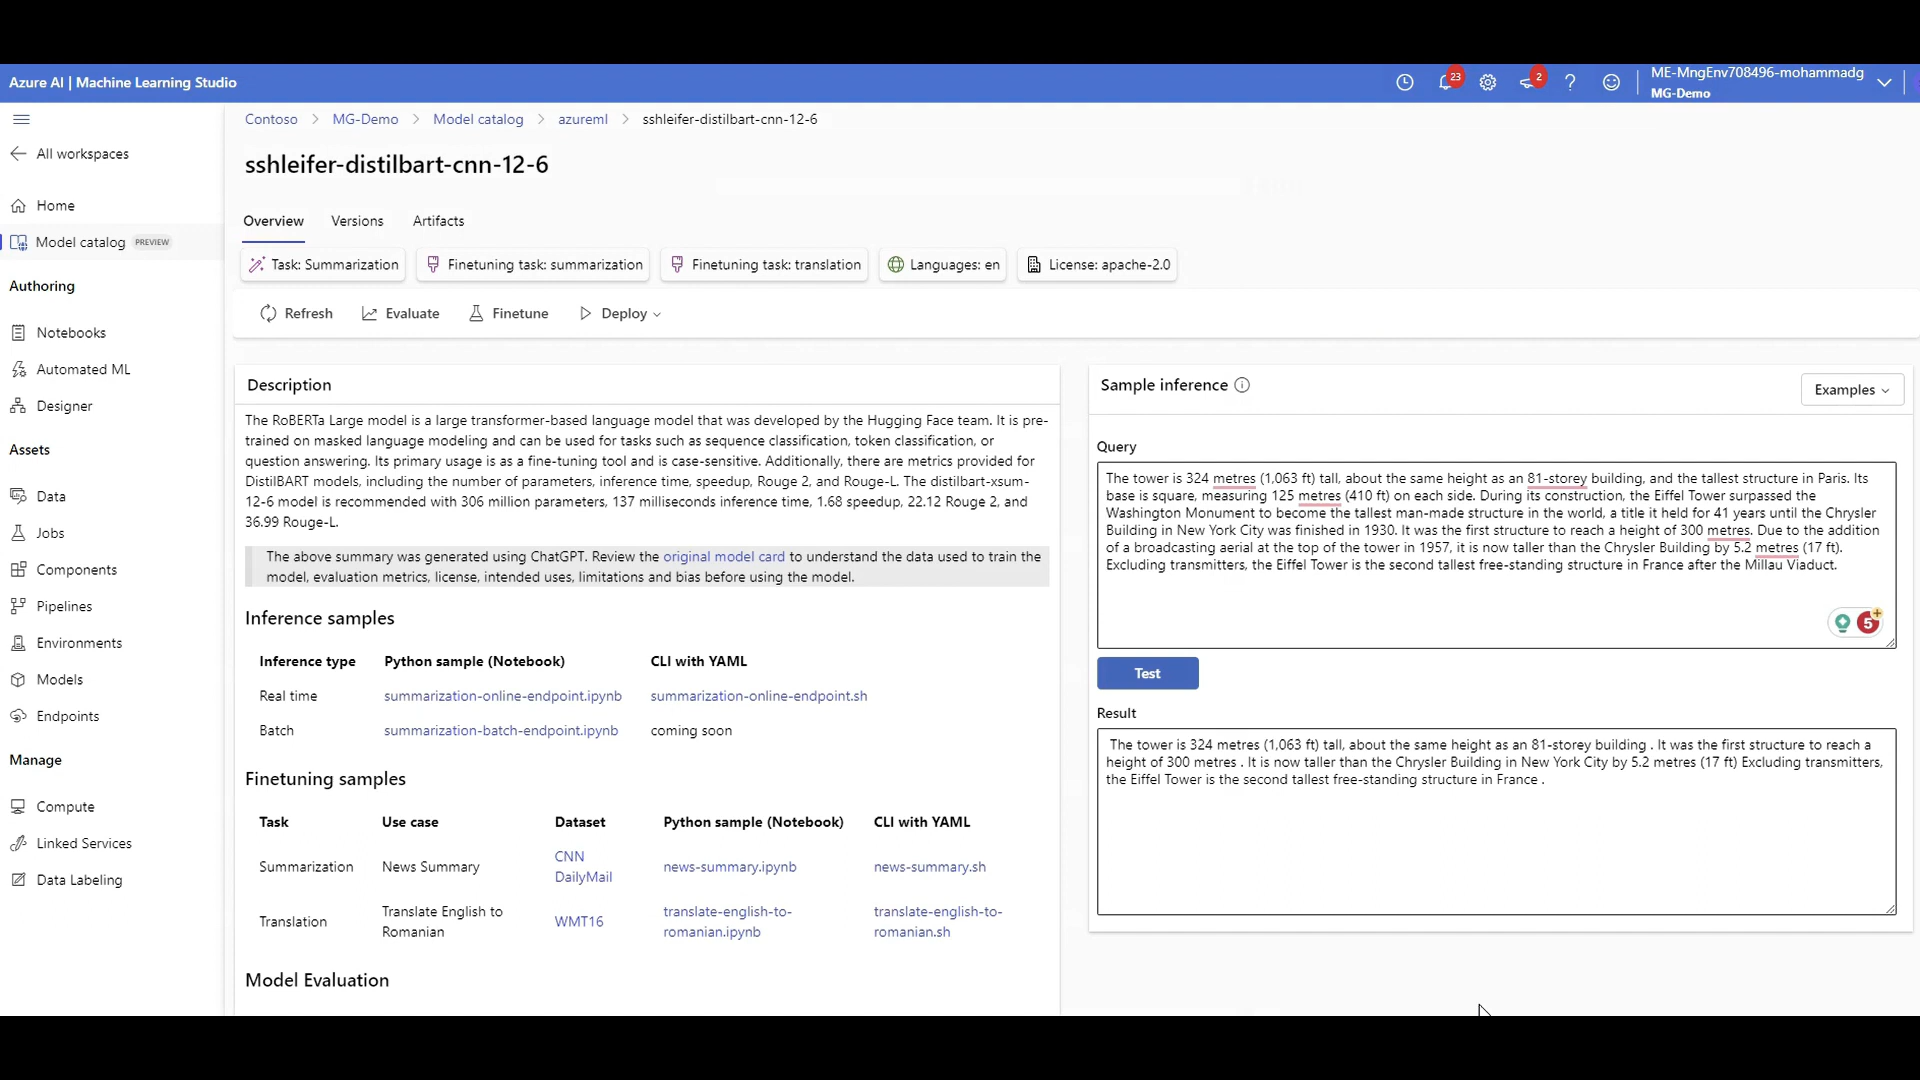 Azure AI | Machine Learning Studio
23
2
ME-MngEnv708496-mohammadg
MG-Demo
All workspaces
Home
Model catalog PREVIEW
Authoring
Notebooks
Automated ML
Designer
Assets
Data
Jobs
Components
Pipelines
Environments
Models
Endpoints
Manage
Compute
Linked Services
Data Labeling
Contoso > MG-Demo > Model catalog > azureml > sshleifer-distilbart-cnn-12-6
sshleifer-distilbart-cnn-12-6
Overview Versions Artifacts
Task: Summarization Finetuning task: summarization Finetuning task: translation Languages: en License: apache-2.0
Refresh Evaluate Finetune Deploy
Description
The RoBERTa Large model is a large transformer-based language model that was developed by the Hugging Face team. It is pre-
trained on masked language modeling and can be used for tasks such as sequence classification, token classification, or
question answering. Its primary usage is as a fine-tuning tool and is case-sensitive. Additionally, there are metrics provided for
DistilBART models, including the number of parameters, inference time, speedup, Rouge 2, and Rouge-L. The distilbart-xsum-
12-6 model is recommended with 306 million parameters, 137 milliseconds inference time, 1.68 speedup, 22.12 Rouge 2, and
36.99 Rouge-L.
The above summary was generated using ChatGPT. Review the original model card to understand the data used to train the
model, evaluation metrics, license, intended uses, limitations and bias before using the model.
Inference samples
Inference type Python sample (Notebook) CLI with YAML
Real time summarization-online-endpoint.ipynb summarization-online-endpoint.sh
Batch summarization-batch-endpoint.ipynb coming soon
Finetuning samples
Task Use case Dataset Python sample (Notebook) CLI with YAML
Summarization News Summary CNN DailyMail news-summary.ipynb news-summary.sh
Translation Translate English to Romanian WMT16 translate-english-to-romanian.ipynb translate-english-to-romanian.sh
Model Evaluation
Sample inference
Examples
Query
The tower is 324 metres (1,063 ft) tall, about the same height as an 81-storey building, and the tallest structure in Paris. Its
base is square, measuring 125 metres (410 ft) on each side. During its construction, the Eiffel Tower surpassed the
Washington Monument to become the tallest man-made structure in the world, a title it held for 41 years until the Chrysler
Building in New York City was finished in 1930. It was the first structure to reach a height of 300 metres. Due to the addition
of a broadcasting aerial at the top of the tower in 1957, it is now taller than the Chrysler Building by 5.2 metres (17 ft).
Excluding transmitters, the Eiffel Tower is the second tallest free-standing structure in France after the Millau Viaduct.
5
Test
Result
The tower is 324 metres (1,063 ft) tall, about the same height as an 81-storey building . It was the first structure to reach a
height of 300 metres . It is now taller than the Chrysler Building in New York City by 5.2 metres (17 ft) Excluding transmitters,
the Eiffel Tower is the second tallest free-standing structure in France .